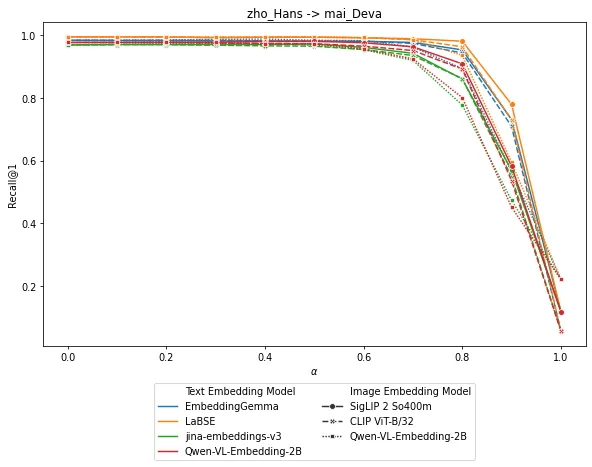 zho_Hans -> mai_Deva
Recall@1
1.0
0.8
0.6
0.4
0.2
0.0 0.2 0.4 0.6 0.8 1.0
α
Text Embedding Model Image Embedding Model
EmbeddingGemma SigLIP 2 So400m
LaBSE CLIP ViT-B/32
jina-embeddings-v3 Qwen-VL-Embedding-2B
Qwen-VL-Embedding-2B